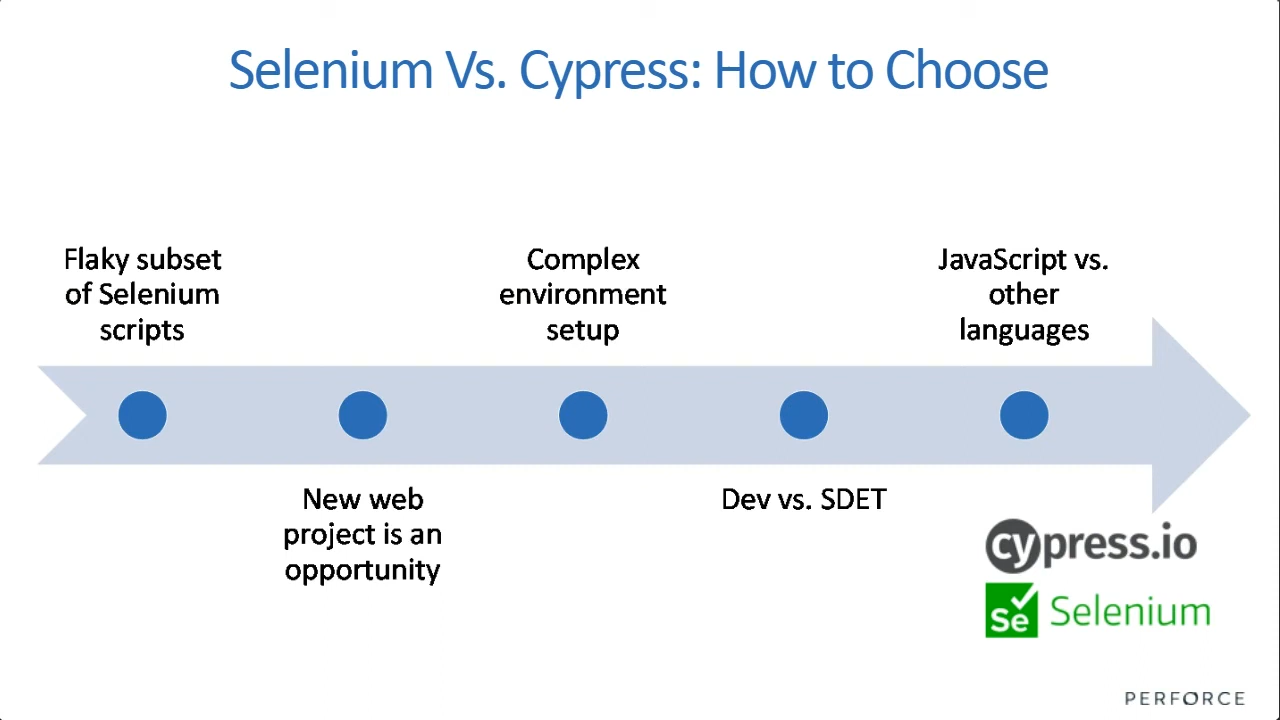 Selenium Vs. Cypress: How to Choose
Flaky subset
of Selenium
scripts
New web
project is an
opportunity
Complex
environment
setup
Dev vs. SDET
JavaScript vs.
other
languages
cypress.io
Se Selenium
PERFORCE